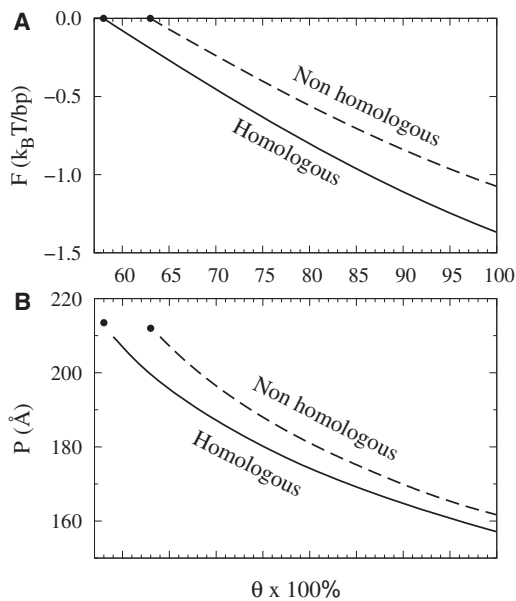 A
0.0
−0.5
−1.0
−1.5
F (kBT/bp)
Non homologous
Homologous
60 65 70 75 80 85 90 95 100
B
220
200
180
160
P (Å)
Non homologous
Homologous
θ x 100%